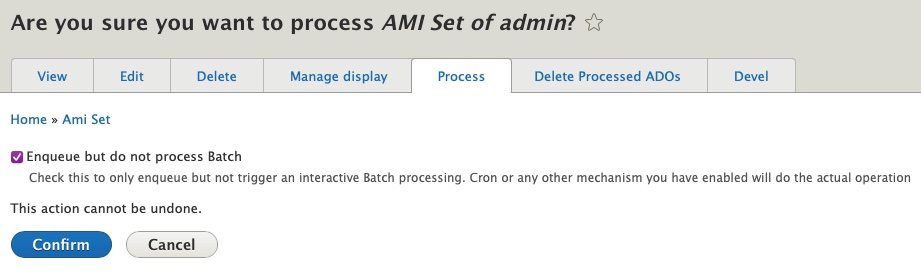 Are you sure you want to process AMI Set of admin?
View Edit Delete Manage display Process Delete Processed ADOs Devel
Home » Ami Set
Enqueue but do not process Batch
Check this to only enqueue but not trigger an interactive Batch processing. Cron or any other mechanism you have enabled will do the actual operation
This action cannot be undone.
Confirm Cancel